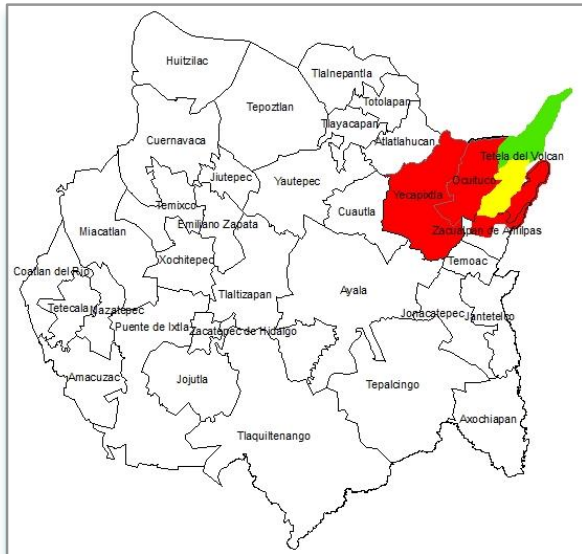 Huitzilac
Tlalnepantla
Tepoztlan
Totolapan
Tlayacapan
Atlatlahucan
Cuernavaca
Tetela del Volcan
Jiutepec
Yautepec
Ocuituco
Yecapixtla
Temixco
Cuautla
Emiliano Zapata
Miacatlan
Zacualpan de Amilpas
Xochitepec
Temoac
Coatlan del Rio
Tlaltizapan
Ayala
Tetecala
Mazatepec
Jonacatepec
Jantetelco
Puente de Ixtla
Zacatepec de Hidalgo
Amacuzac
Jojutla
Tepalcingo
Axochiapan
Tlaquiltenango